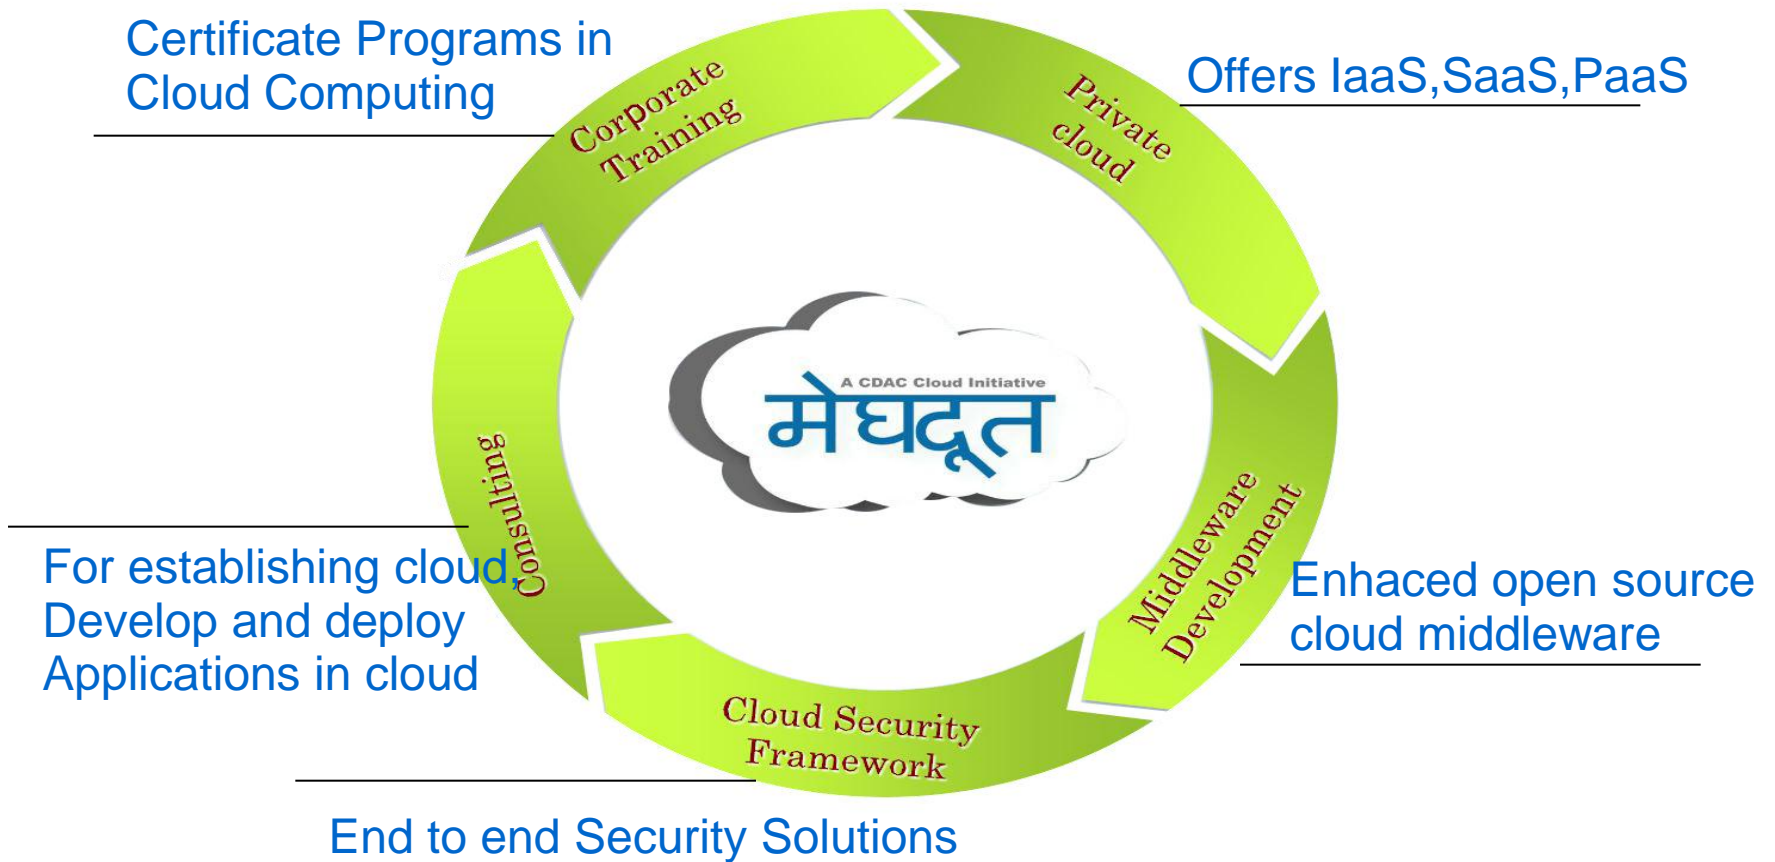 Certificate Programs in
Cloud Computing
Corporate
Training
Private
cloud
Offers IaaS,SaaS,PaaS
A CDAC Cloud Initiative
मेघदूत
Consulting
For establishing cloud,
Develop and deploy
Applications in cloud
Middleware
Development
Enhaced open source
cloud middleware
Cloud Security
Framework
End to end Security Solutions